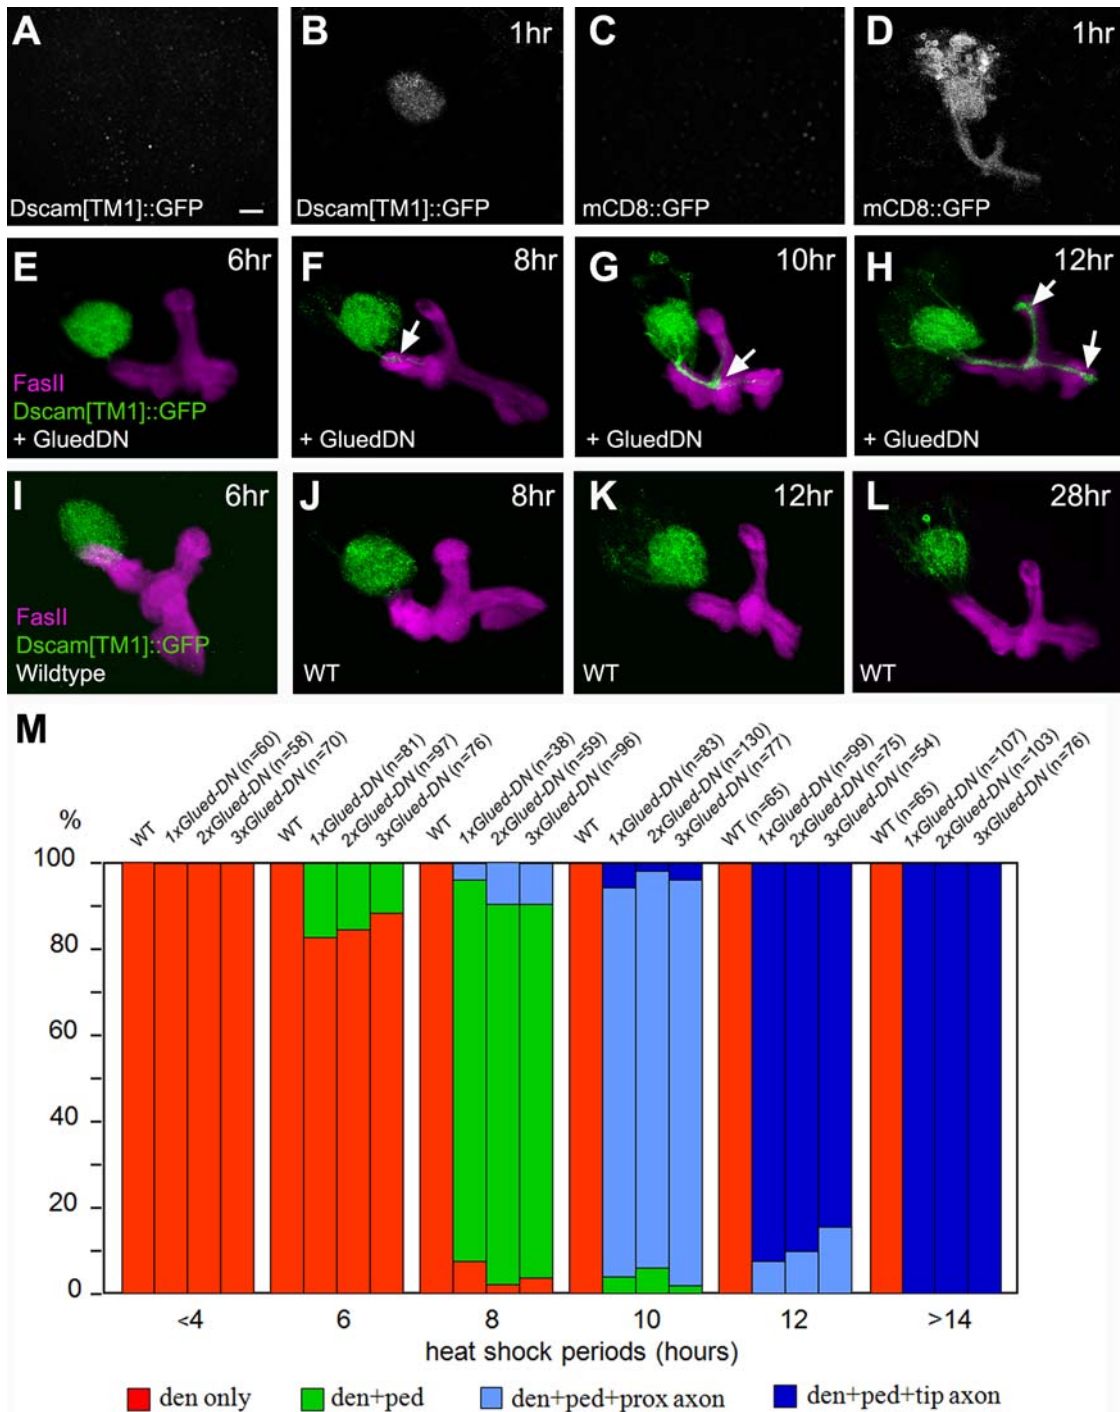 A
Dscam[TM1]::GFP
B
1hr
Dscam[TM1]::GFP
C
mCD8::GFP
D
1hr
mCD8::GFP
E
6hr
FasII
Dscam[TM1]::GFP
+ GluedDN
F
8hr
+ GluedDN
G
10hr
+ GluedDN
H
12hr
+ GluedDN
I
6hr
FasII
Dscam[TM1]::GFP
Wildtype
J
8hr
WT
K
12hr
WT
L
28hr
WT
M
%
WT
1xGlued-DN (n=60)
2xGlued-DN (n=58)
3xGlued-DN (n=70)
WT
1xGlued-DN (n=81)
2xGlued-DN (n=97)
3xGlued-DN (n=76)
WT
1xGlued-DN (n=38)
2xGlued-DN (n=59)
3xGlued-DN (n=96)
WT
1xGlued-DN (n=83)
2xGlued-DN (n=130)
3xGlued-DN (n=77)
WT (n=65)
1xGlued-DN (n=99)
2xGlued-DN (n=75)
3xGlued-DN (n=54)
WT (n=65)
1xGlued-DN (n=107)
2xGlued-DN (n=103)
3xGlued-DN (n=76)
100
80
60
40
20
0
<4
6
8
10
12
>14
heat shock periods (hours)
den only
den+ped
den+ped+prox axon
den+ped+tip axon